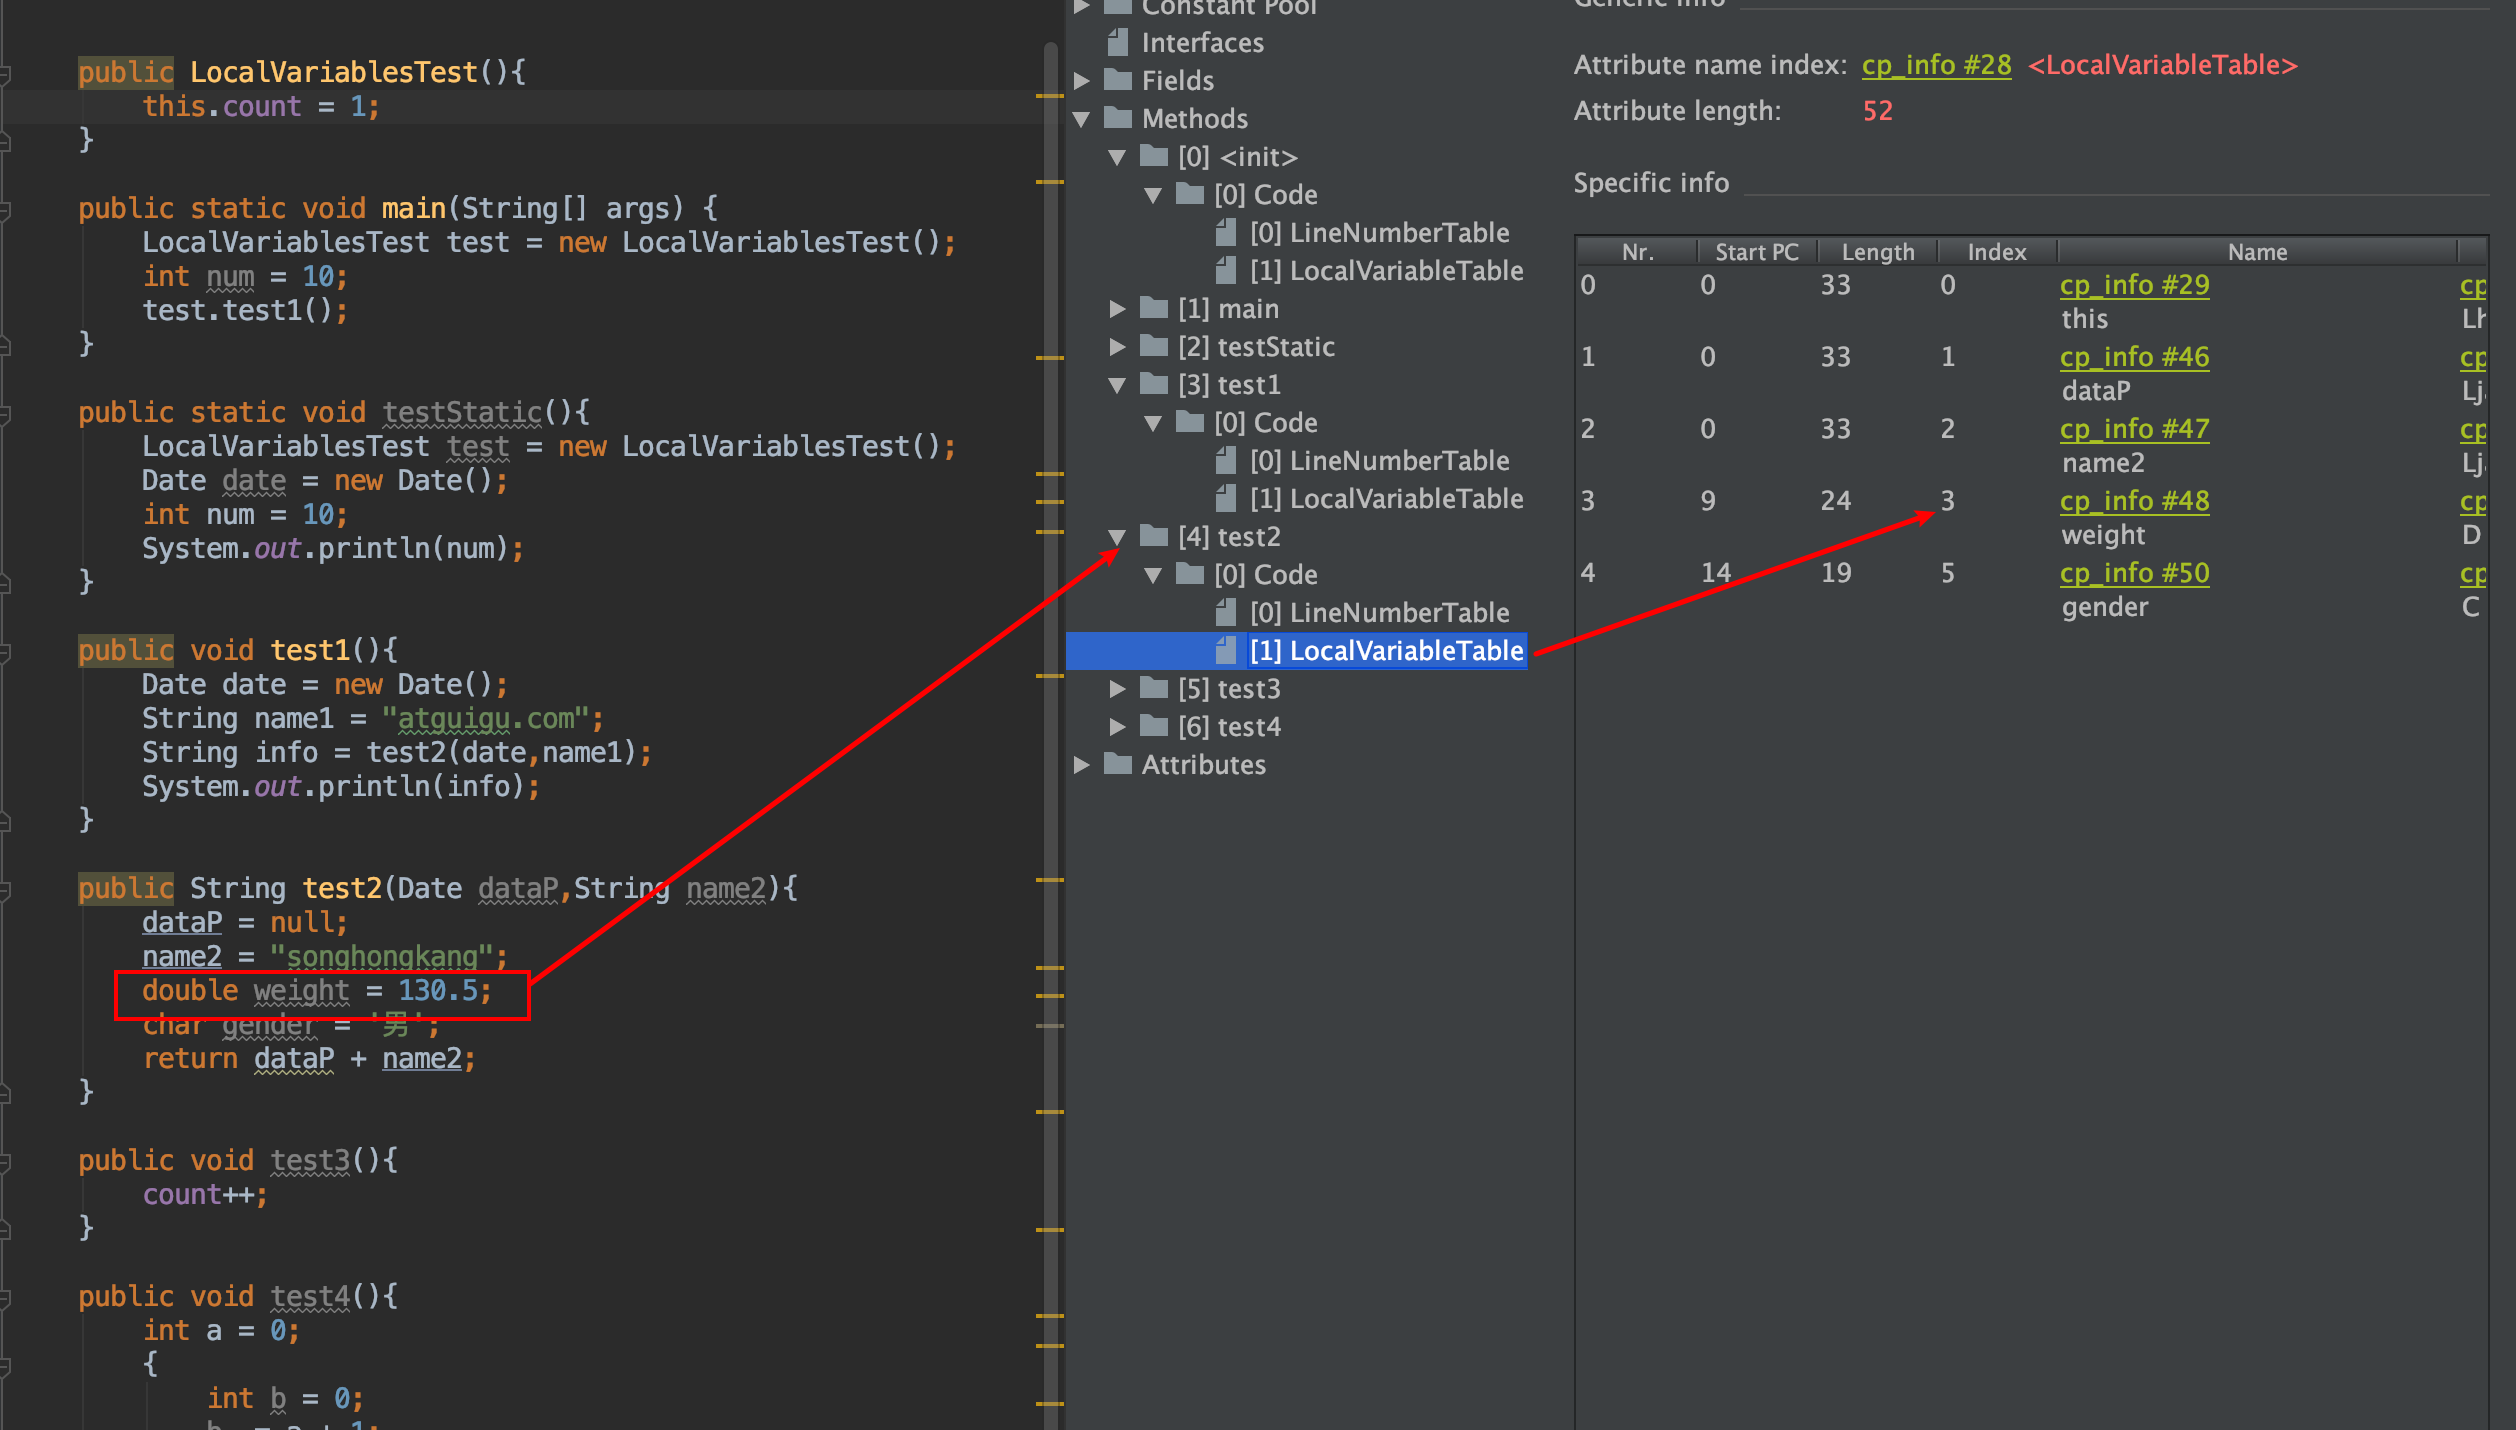 public LocalVariablesTest(){
this.count = 1;
}
public static void main(String[] args) {
LocalVariablesTest test = new LocalVariablesTest();
int num = 10;
test.test1();
}
public static void testStatic(){
LocalVariablesTest test = new LocalVariablesTest();
Date date = new Date();
int num = 10;
System.out.println(num);
}
public void test1(){
Date date = new Date();
String name1 = "atguigu.com";
String info = test2(date,name1);
System.out.println(info);
}
public String test2(Date dataP,String name2){
dataP = null;
name2 = "songhongkang";
double weight = 130.5;
char gender = '男';
return dataP + name2;
}
public void test3(){
count++;
}
public void test4(){
int a = 0;
{
int b = 0;
b = a + 1;
Constant Pool
Interfaces
Fields
Methods
[0] <init>
[0] Code
[0] LineNumberTable
[1] LocalVariableTable
[1] main
[2] testStatic
[3] test1
[0] Code
[0] LineNumberTable
[1] LocalVariableTable
[4] test2
[0] Code
[0] LineNumberTable
[1] LocalVariableTable
[5] test3
[6] test4
Attributes
Generic info
Attribute name index: cp_info #28 <LocalVariableTable>
Attribute length: 52
Specific info
Nr. Start PC Length Index Name
0 0 33 0 cp_info #29 cp
this Lh
1 0 33 1 cp_info #46 cp
dataP Lj
2 0 33 2 cp_info #47 cp
name2 Lj
3 9 24 3 cp_info #48 cp
weight D
4 14 19 5 cp_info #50 cp
gender C